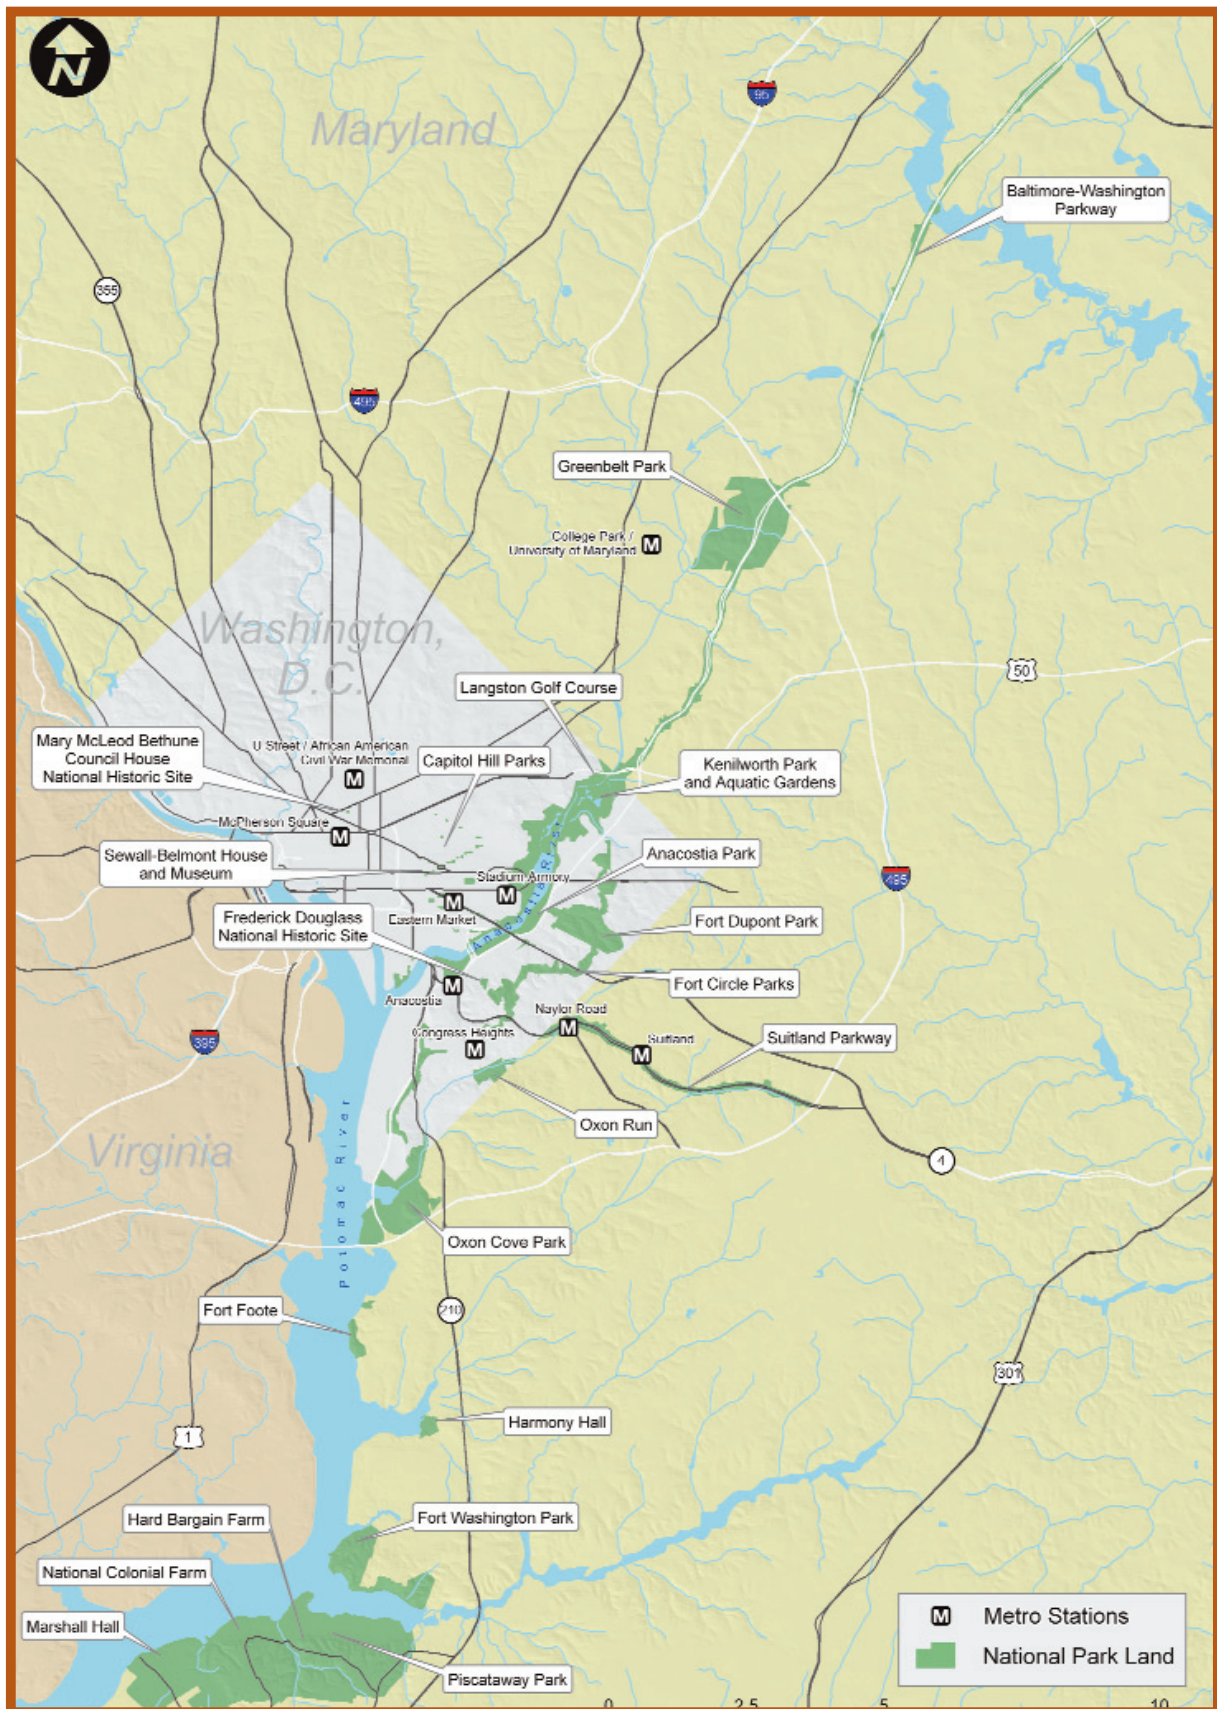 N
Maryland
95
Baltimore-Washington
Parkway
355
495
Greenbelt Park
College Park /
University of Maryland
M
Washington,
D.C.
50
Langston Golf Course
Mary McLeod Bethune
Council House
National Historic Site
U Street / African American
Civil War Memorial
M
Capitol Hill Parks
Kenilworth Park
and Aquatic Gardens
McPherson Square
M
Sewall-Belmont House
and Museum
Anacostia River
Anacostia Park
Stadium-Armory
M
495
Eastern Market
M
Frederick Douglass
National Historic Site
Fort Dupont Park
Anacostia
M
Fort Circle Parks
Naylor Road
M
395
Congress Heights
M
Suitland
M
Suitland Parkway
Oxon Run
Virginia
Potomac River
4
Oxon Cove Park
Fort Foote
210
301
Harmony Hall
1
Hard Bargain Farm
Fort Washington Park
National Colonial Farm
Marshall Hall
Piscataway Park
M Metro Stations
National Park Land
0 2.5 5 10